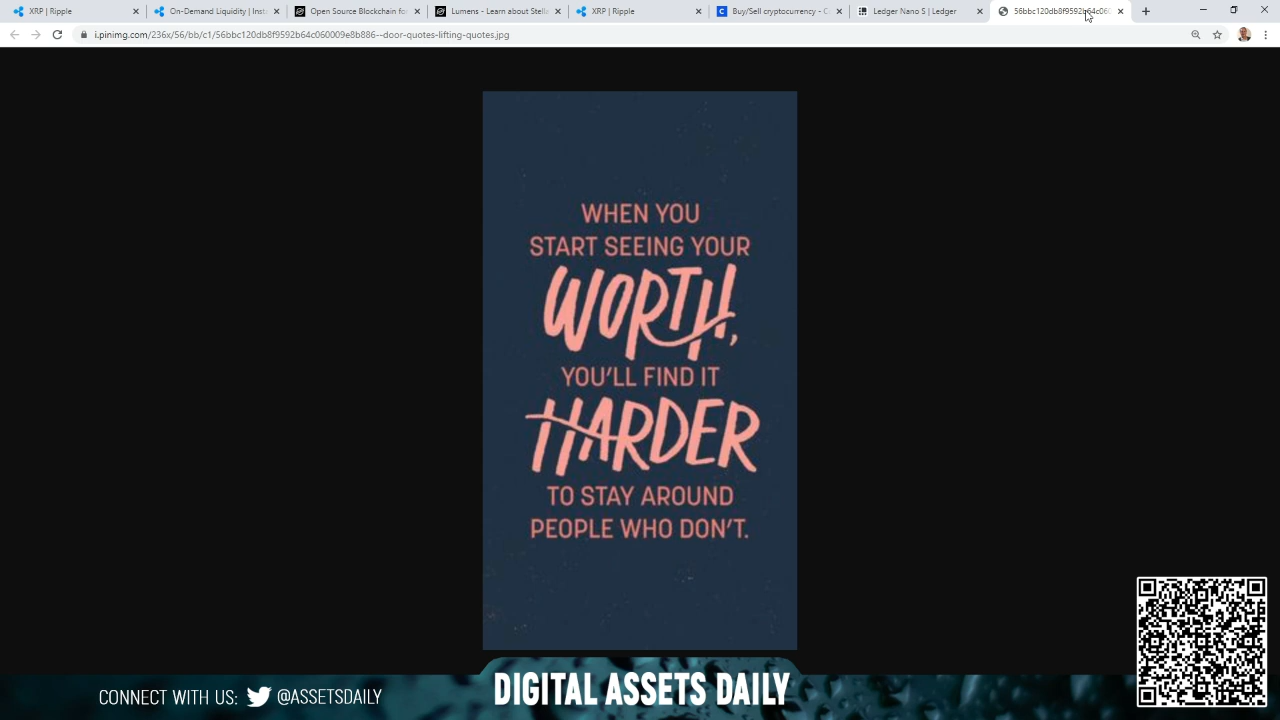 XRP | Ripple
On-Demand Liquidity | Inst
Open Source Blockchain fo
Lumens - Learn about Stell
XRP | Ripple
Buy/Sell cryptocurrency - C
Ledger Nano S | Ledger
56bbc120db8f9592b64c060
i.pinimg.com/236x/56/bb/c1/56bbc120db8f9592b64c060009e8b886--door-quotes-lifting-quotes.jpg
WHEN YOU
START SEEING YOUR
WORTH,
YOU'LL FIND IT
HARDER
TO STAY AROUND
PEOPLE WHO DON'T.
CONNECT WITH US: @ASSETSDAILY
DIGITAL ASSETS DAILY